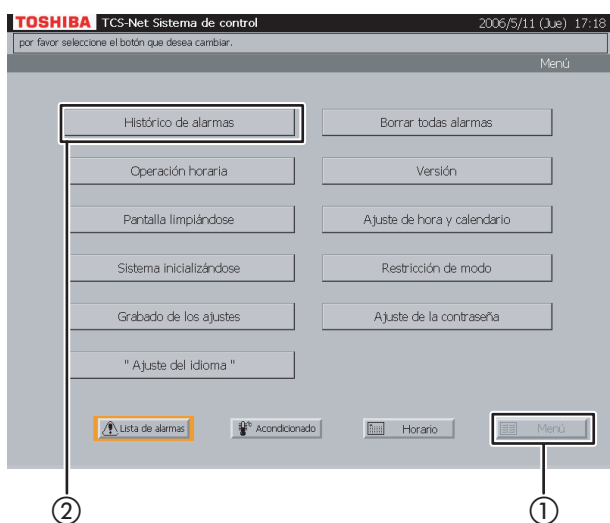 TOSHIBA TCS-Net Sistema de control 2006/5/11 (Jue) 17:18
por favor seleccione el botón que desea cambiar.
Menú
Histórico de alarmas Borrar todas alarmas
Operación horaria Versión
Pantalla limpiándose Ajuste de hora y calendario
Sistema inicializándose Restricción de modo
Grabado de los ajustes Ajuste de la contraseña
" Ajuste del idioma "
Lista de alarmas Acondicionado Horario Menú
② ①